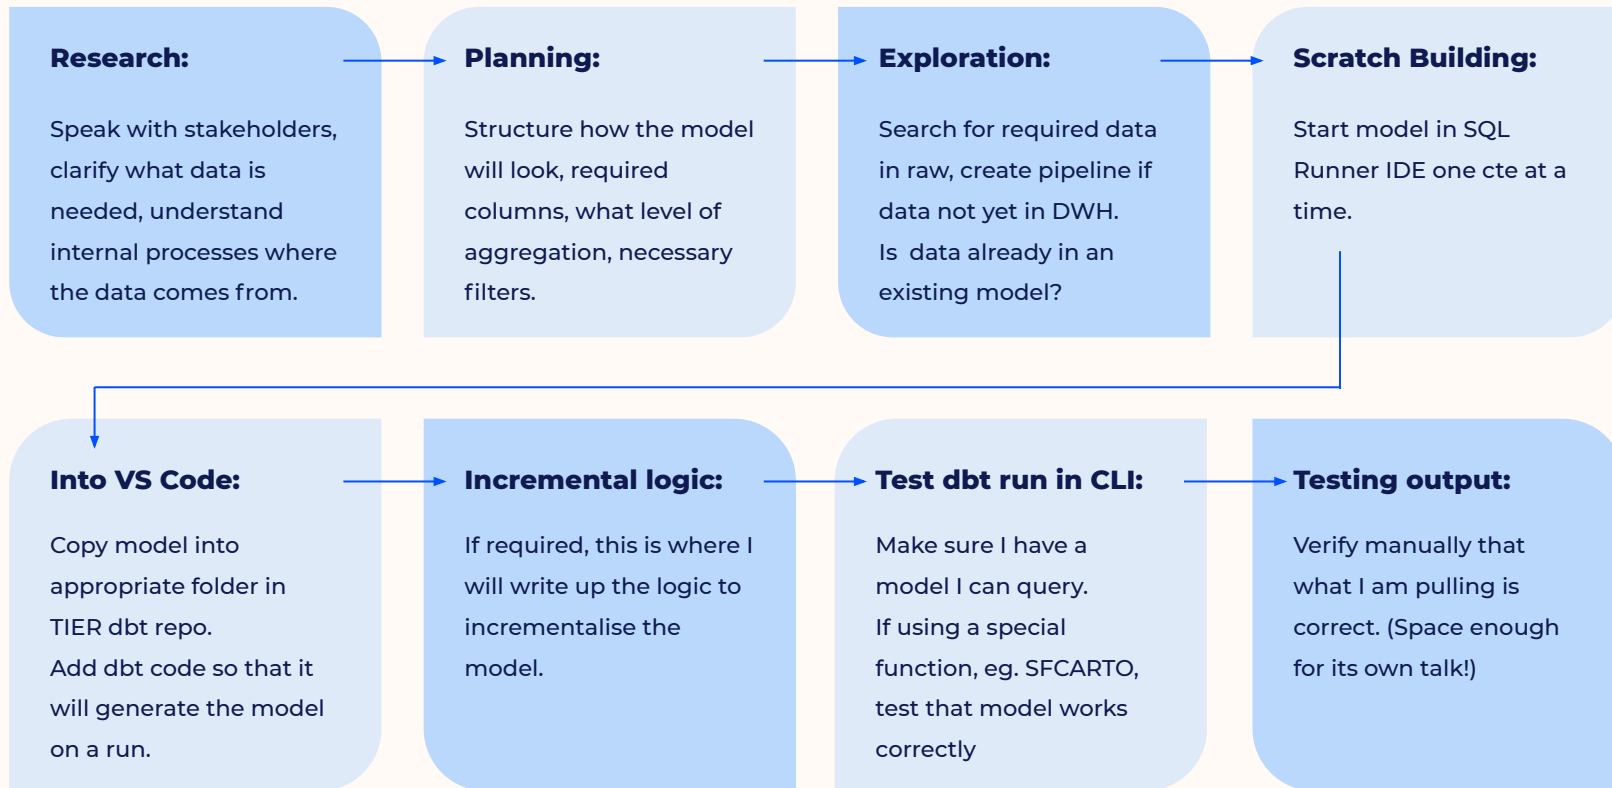 Research:
Speak with stakeholders,
clarify what data is
needed, understand
internal processes where
the data comes from.
Planning:
Structure how the model
will look, required
columns, what level of
aggregation, necessary
filters.
Exploration:
Search for required data
in raw, create pipeline if
data not yet in DWH.
Is  data already in an
existing model?
Scratch Building:
Start model in SQL
Runner IDE one cte at a
time.
Into VS Code:
Copy model into
appropriate folder in
TIER dbt repo.
Add dbt code so that it
will generate the model
on a run.
Incremental logic:
If required, this is where I
will write up the logic to
incrementalise the
model.
Test dbt run in CLI:
Make sure I have a
model I can query.
If using a special
function, eg. SFCARTO,
test that model works
correctly
Testing output:
Verify manually that
what I am pulling is
correct. (Space enough
for its own talk!)